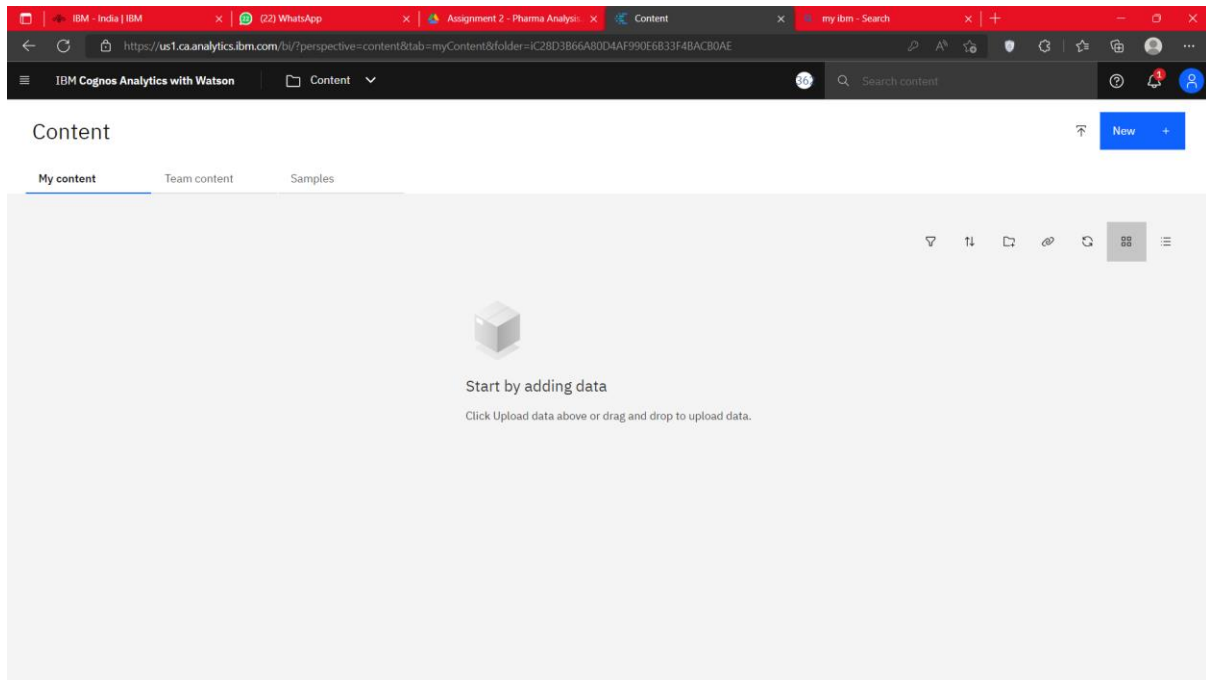 IBM - India | IBM
(22) WhatsApp
Assignment 2 - Pharma Analysis
Content
my ibm - Search
https://us1.ca.analytics.ibm.com/bi/?perspective=content&tab=myContent&folder=iC28D3B66A80D4AF990E6B33F4BACB0AE
IBM Cognos Analytics with Watson
Content
Search content
1
Content
New +
My content Team content Samples
Start by adding data
Click Upload data above or drag and drop to upload data.